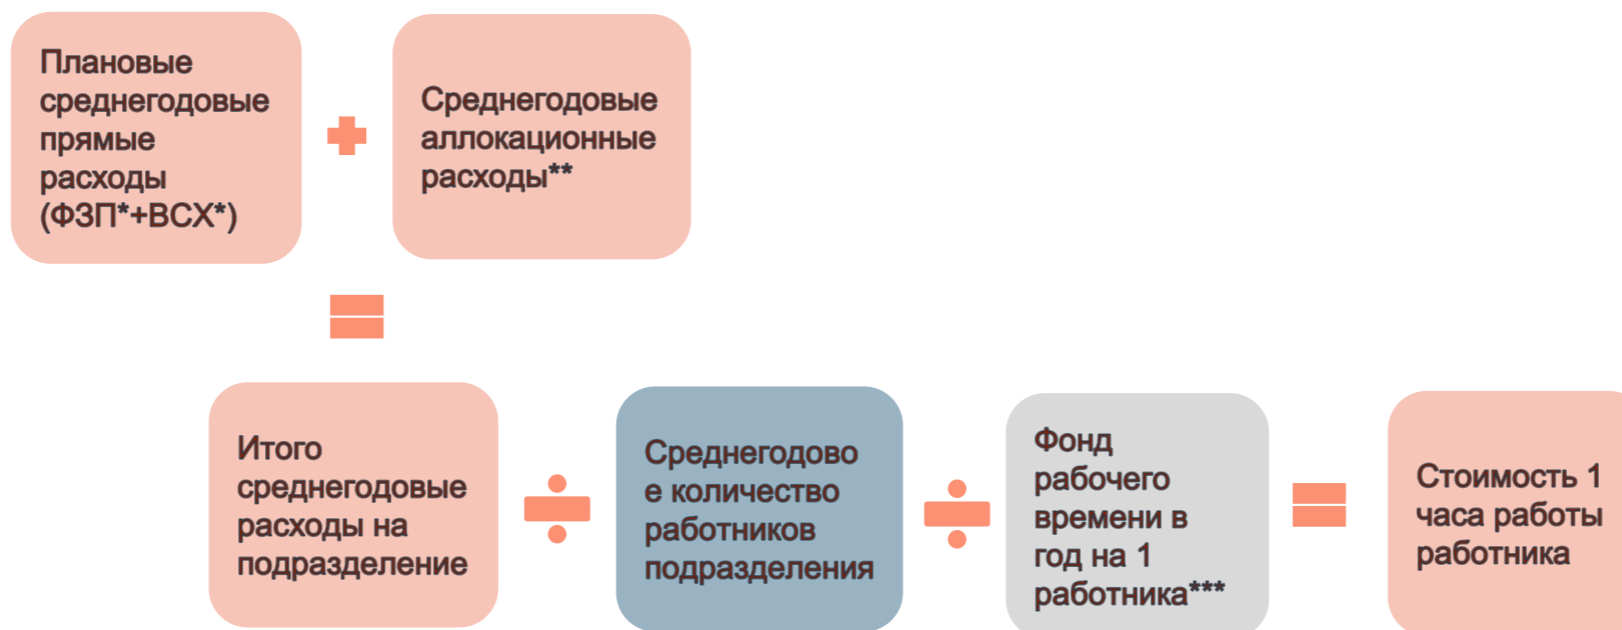 Плановые
среднегодовые
прямые
расходы
(ФЗП*+ВСХ*)
Среднегодовые
аллокационные
расходы**
Итого
среднегодовые
расходы на
подразделение
Среднегодово
е количество
работников
подразделения
Фонд
рабочего
времени в
год на 1
работника***
Стоимость 1
часа работы
работника